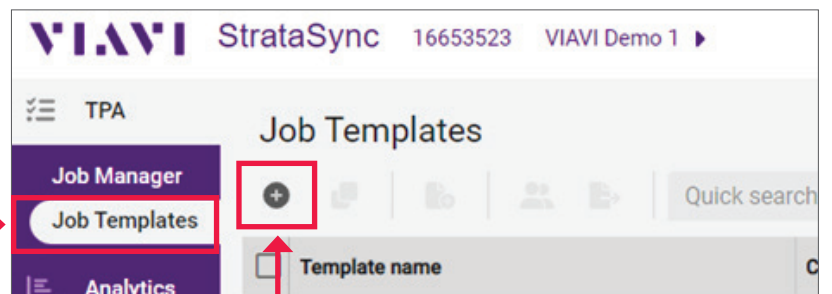 VIAVI StrataSync 16653523 VIAVI Demo 1
TPA
Job Templates
Job Manager
Quick search
Job Templates
Template name
Analytics